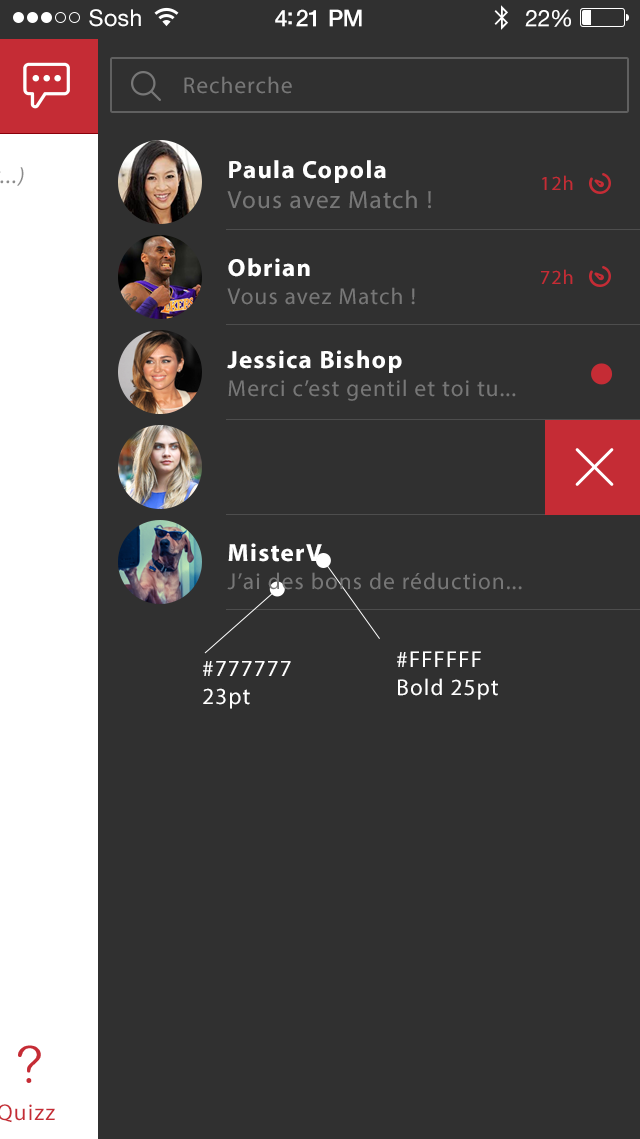 Sosh 4:21 PM 22%
Recherche
...)
Paula Copola
Vous avez Match !
12h
Obrian
Vous avez Match !
72h
Jessica Bishop
Merci c’est gentil et toi tu...
MisterV
J’ai des bons de réduction...
#777777
23pt
#FFFFFF
Bold 25pt
?
Quizz